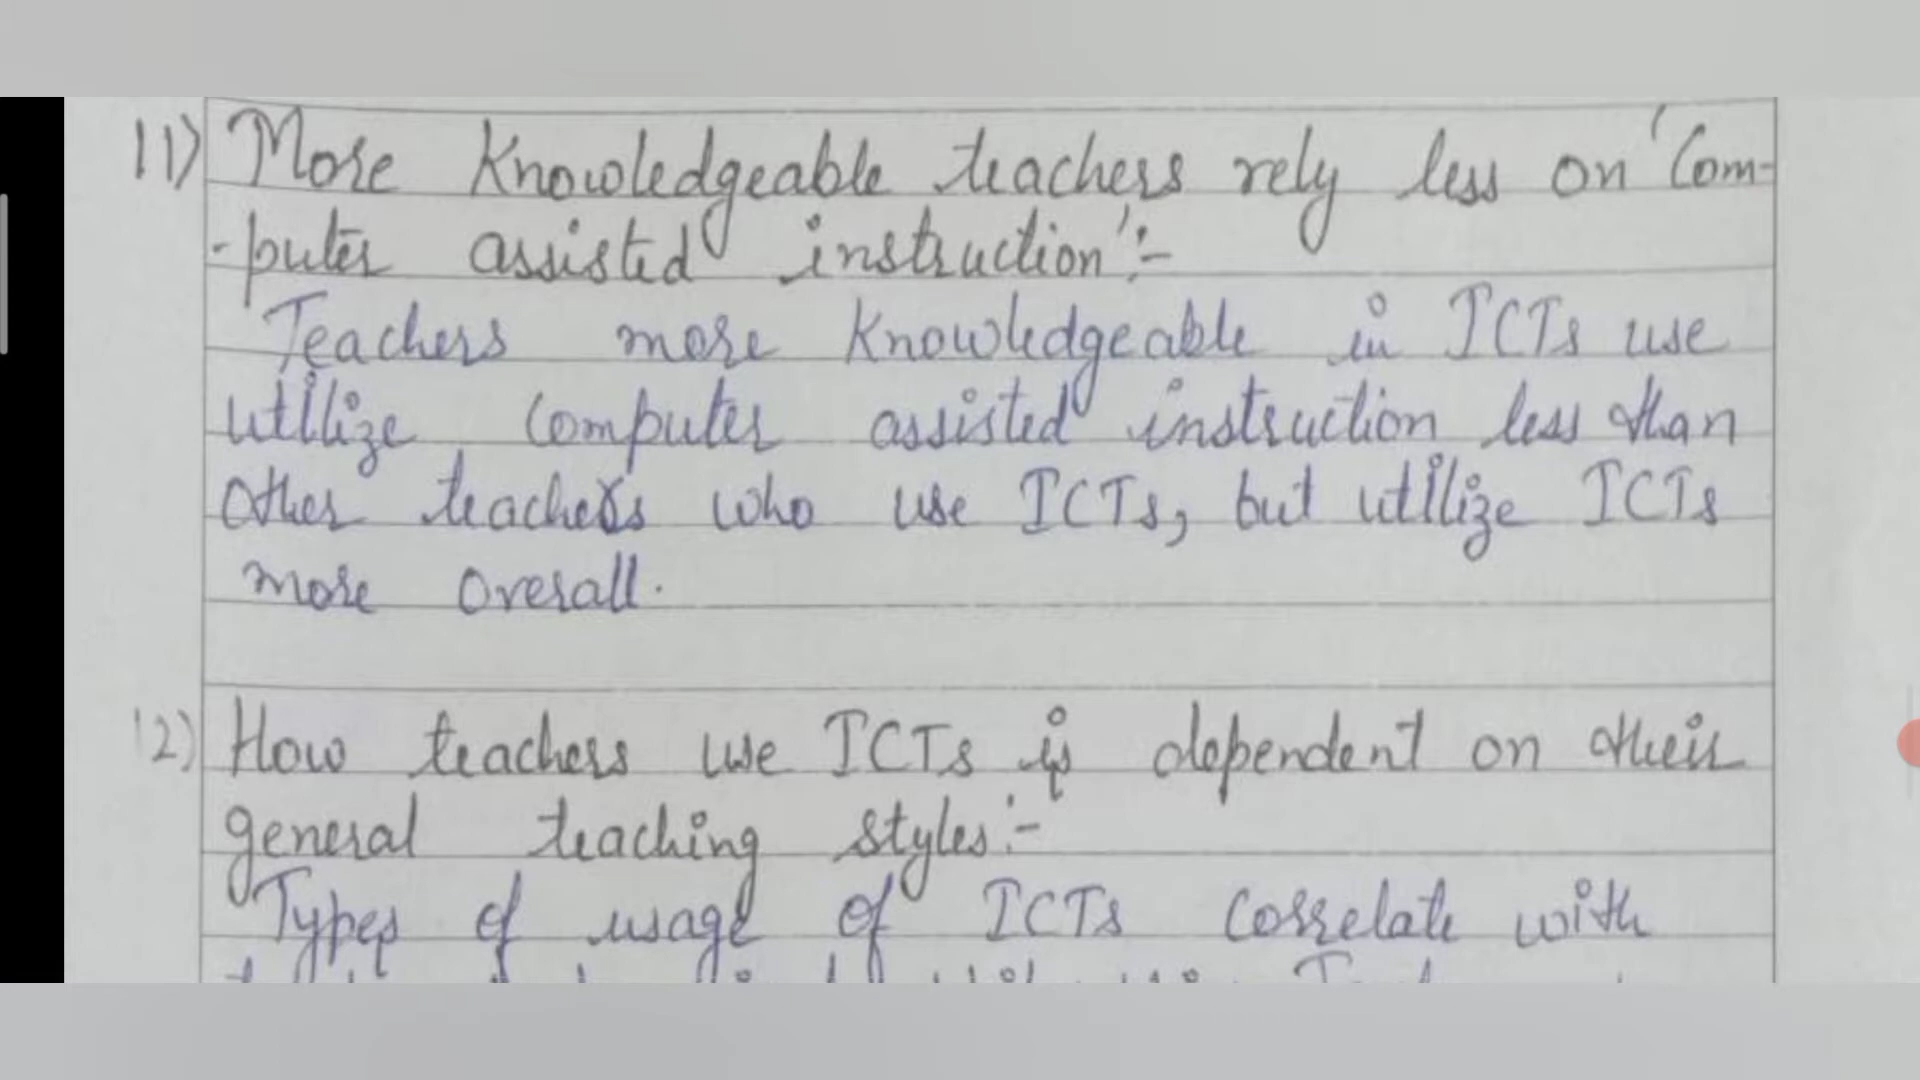 11) More Knowledgeable teachers rely less on 'Com-
-puter assisted instruction':-
Teachers more Knowledgeable in ICTs use
utilize Computer assisted instruction less than
other teachers who use ICTs, but utilize ICTs
more overall.
12) How teachers use ICTs is dependent on their
general teaching styles:-
Types of usage of ICTs Correlate with